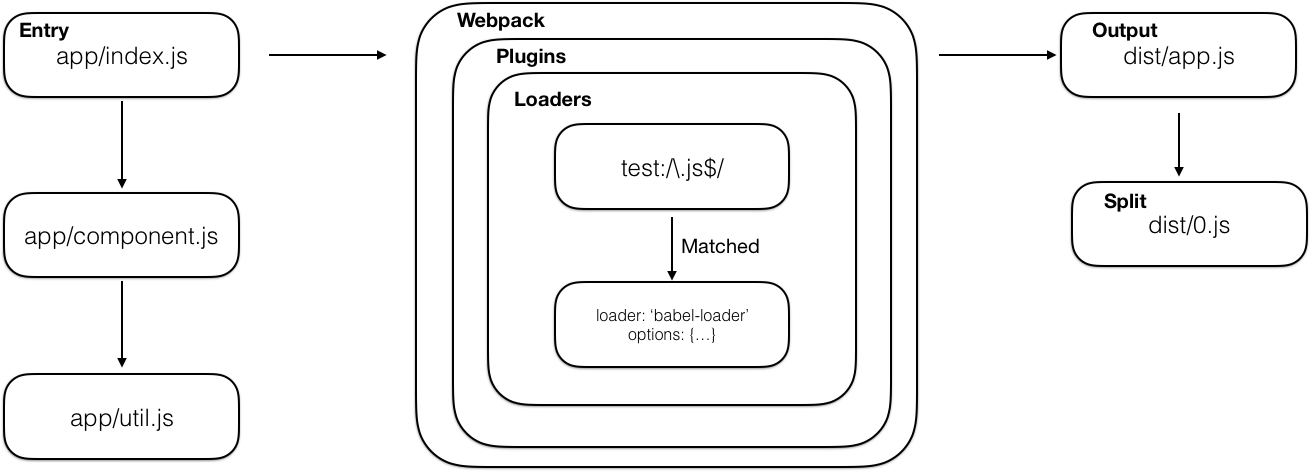 Entry
app/index.js
app/component.js
app/util.js
Webpack
Plugins
Loaders
test:/\.js$/
Matched
loader: ‘babel-loader’
options: {…}
Output
dist/app.js
Split
dist/0.js